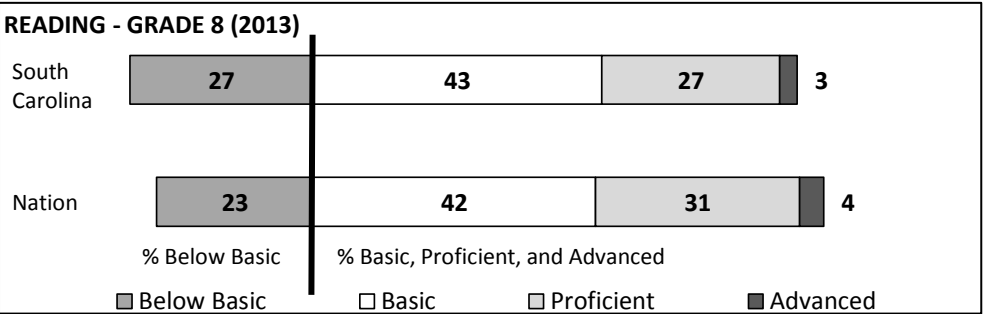 READING - GRADE 8 (2013)
South
Carolina
27 43 27 3
Nation 23 42 31 4
% Below Basic % Basic, Proficient, and Advanced
Below Basic Basic Proficient Advanced